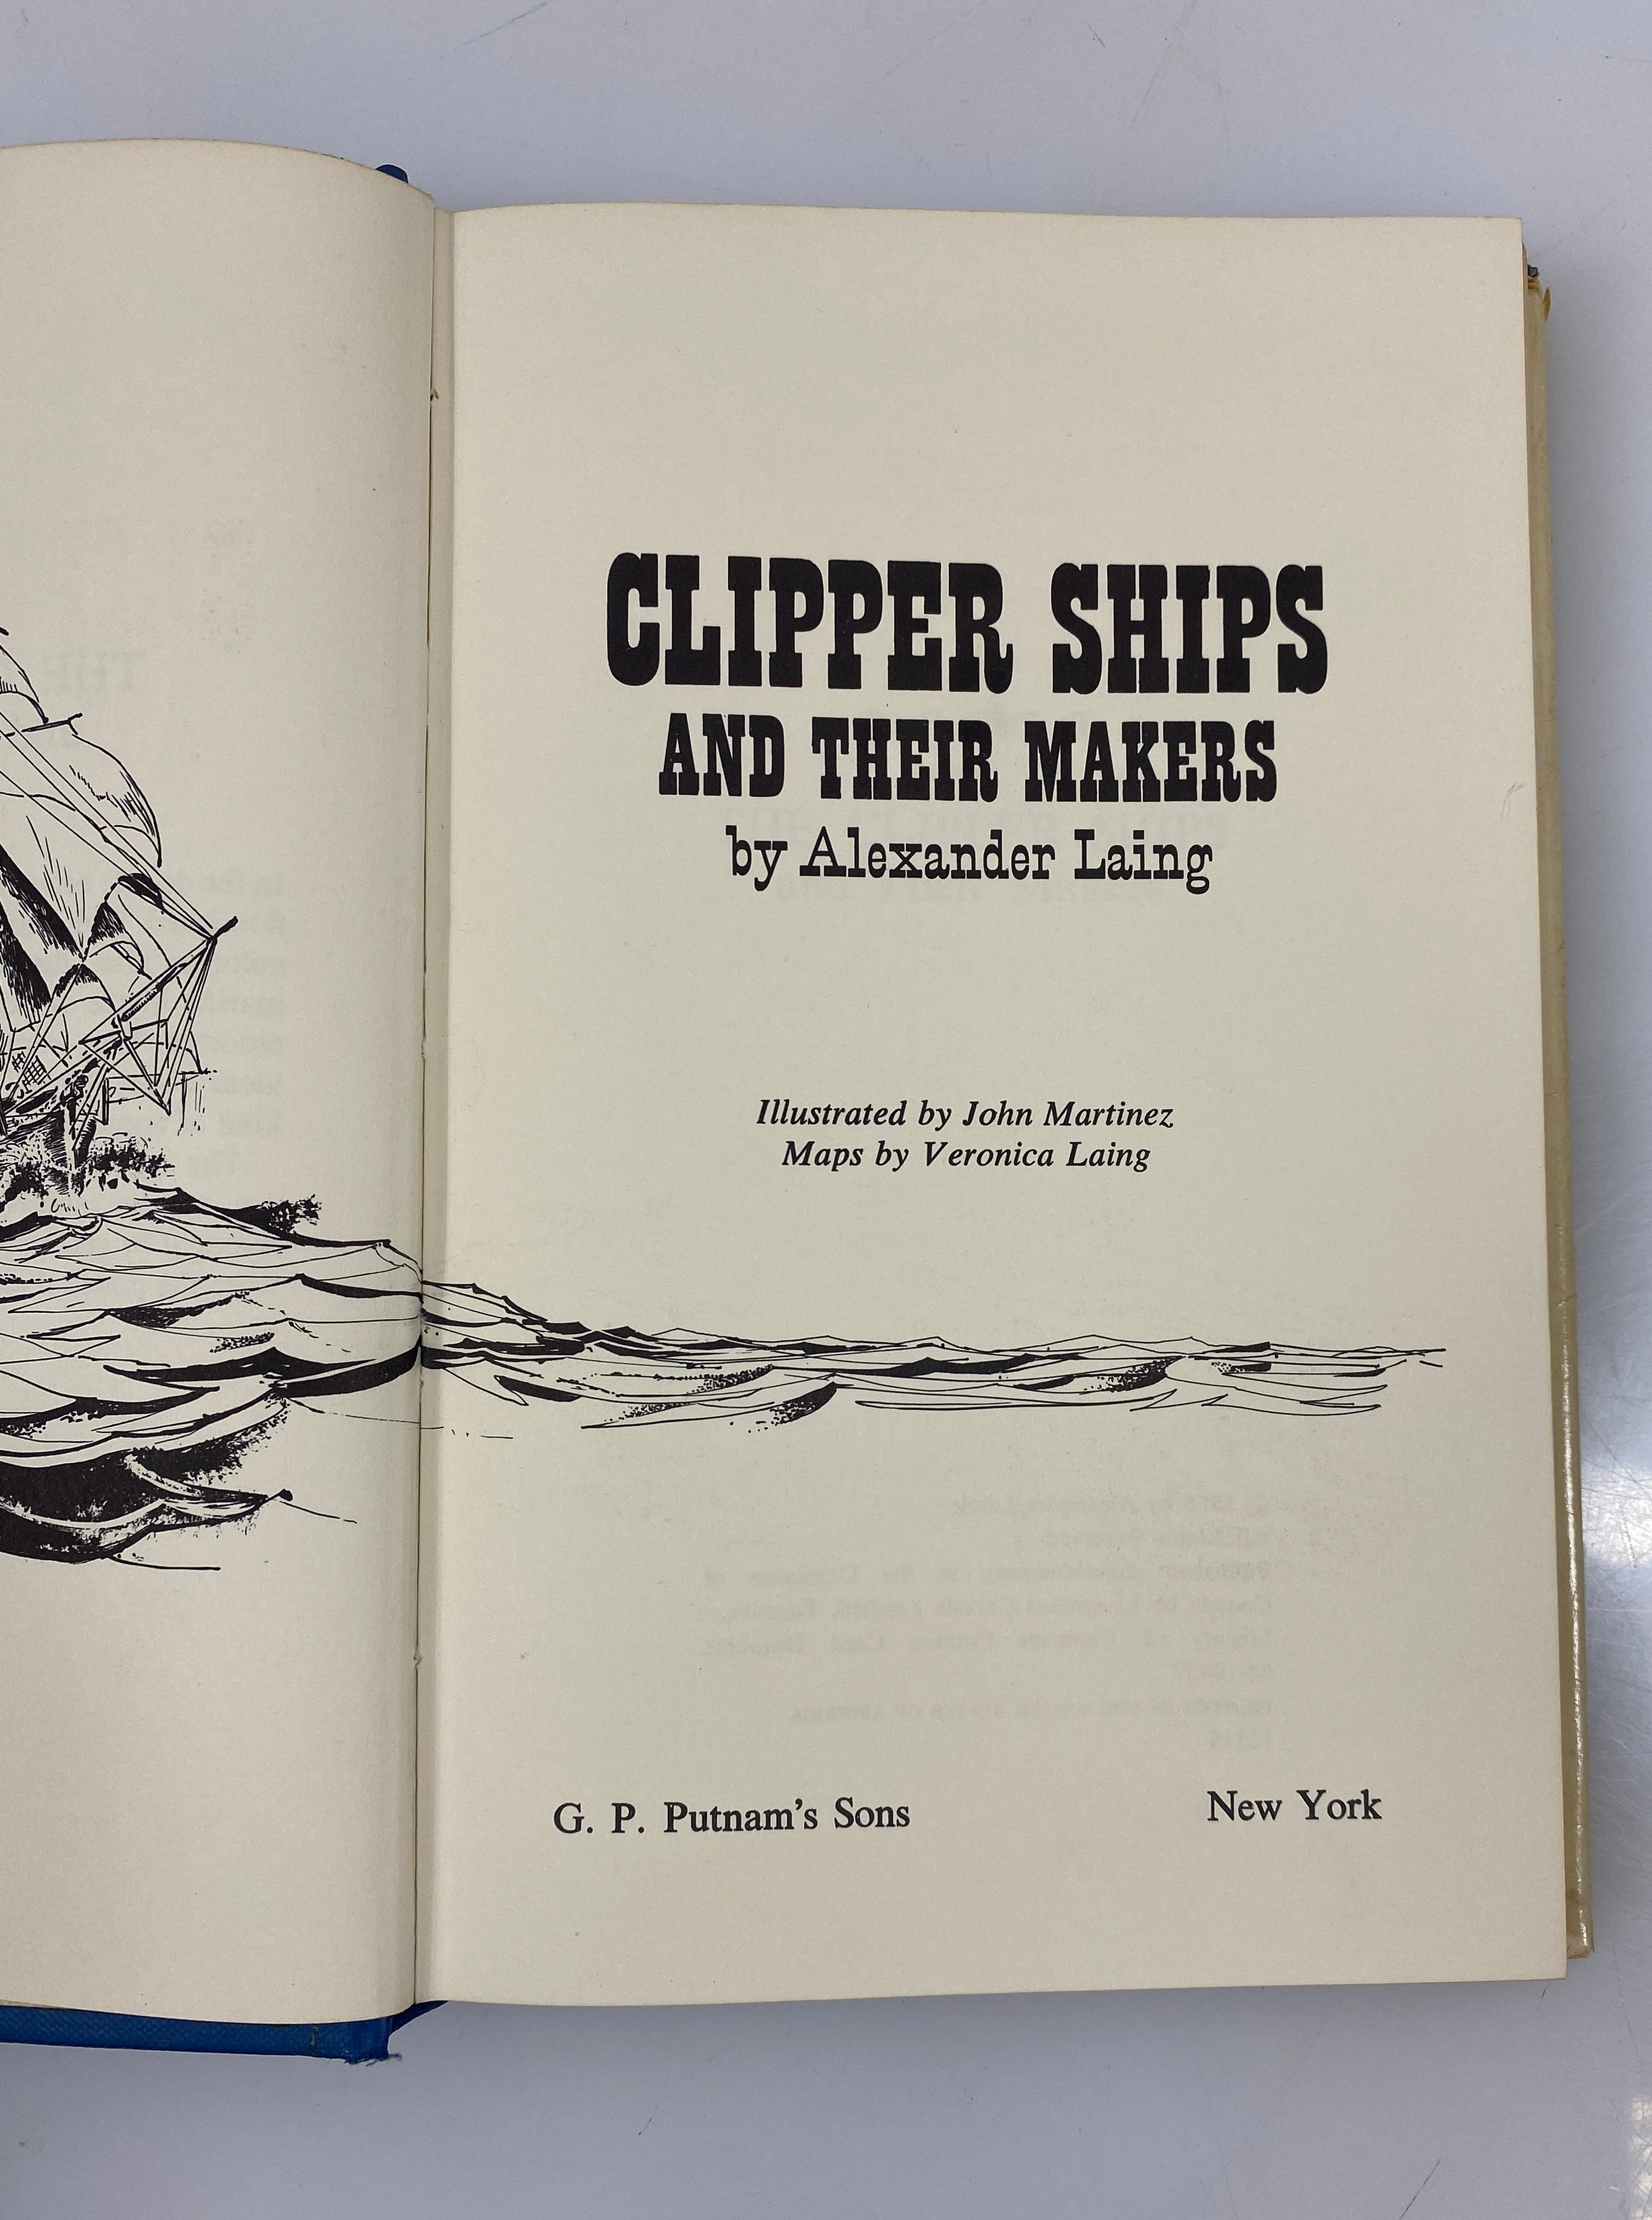 CLIPPER SHIPS
AND THEIR MAKERS
by Alexander Laing
Illustrated by John Martinez
Maps by Veronica Laing
G. P. Putnam's Sons New York